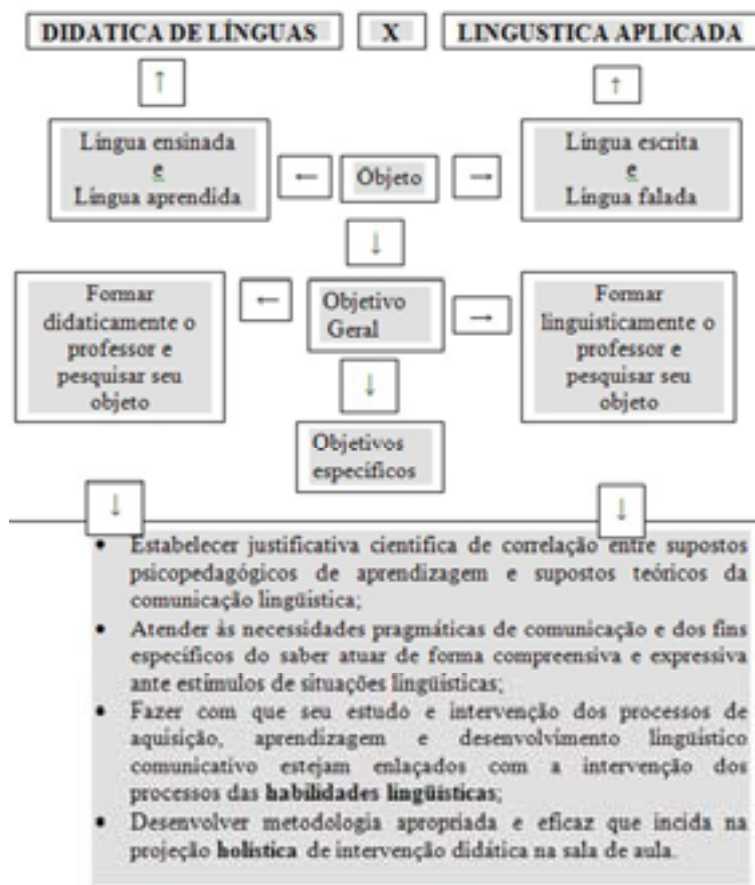 DIDATICA DE LÍNGUAS X LINGUSTICA APLICADA
↑ ↑
Língua ensinada
e
Língua aprendida
← Objeto →
Língua escrita
e
Língua falada
↓
Formar
didaticamente o
professor e
pesquisar seu
objeto
← Objetivo
Geral →
Formar
linguisticamente o
professor e
pesquisar seu
objeto
↓
Objetivos
específicos
↓ ↓
• Estabelecer justificativa científica de correlação entre supostos
psicopedagógicos de aprendizagem e supostos teóricos da
comunicação lingüística;
• Atender às necessidades pragmáticas de comunicação e dos fins
específicos do saber atuar de forma compreensiva e expressiva
ante estímulos de situações lingüísticas;
• Fazer com que seu estudo e intervenção dos processos de
aquisição, aprendizagem e desenvolvimento lingüístico
comunicativo estejam enlaçados com a intervenção dos
processos das habilidades lingüísticas;
• Desenvolver metodologia apropriada e eficaz que incida na
projeção holística de intervenção didática na sala de aula.